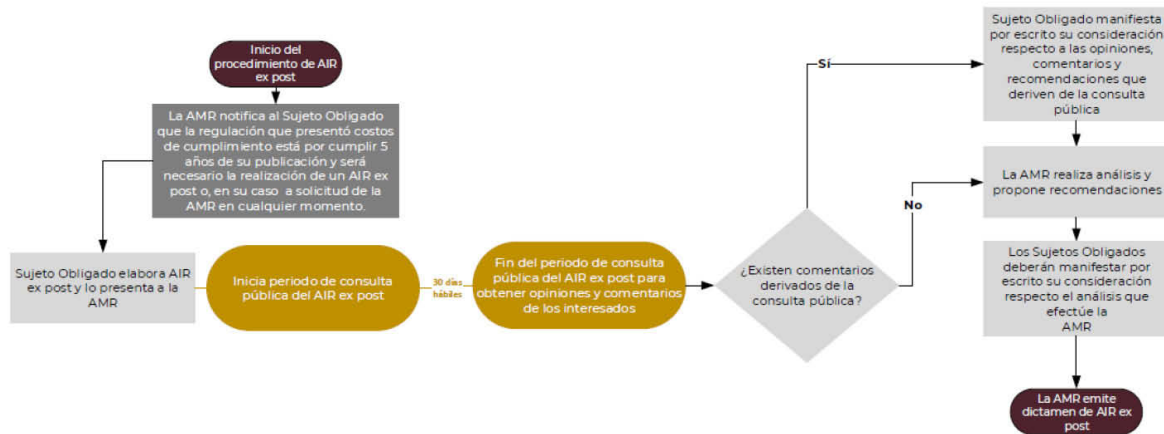 Inicio del
procedimiento de AIR
ex post
La AMR notifica al Sujeto Obligado
que la regulación que presentó costos
de cumplimiento está por cumplir 5
años de su publicación y será
necesario la realización de un AIR ex
post o, en su caso a solicitud de la
AMR en cualquier momento.
Sujeto Obligado elabora AIR
ex post y lo presenta a la
AMR
Inicia periodo de consulta
pública del AIR ex post
30 días
hábiles
Fin del periodo de consulta
pública del AIR ex post para
obtener opiniones y comentarios
de los interesados
¿Existen comentarios
derivados de la
consulta pública?
Sí
No
Sujeto Obligado manifiesta
por escrito su consideración
respecto a las opiniones,
comentarios y
recomendaciones que
deriven de la consulta
pública
La AMR realiza análisis y
propone recomendaciones
Los Sujetos Obligados
deberán manifestar por
escrito su consideración
respecto el análisis que
efectúe la
AMR
La AMR emite
dictamen de AIR ex
post